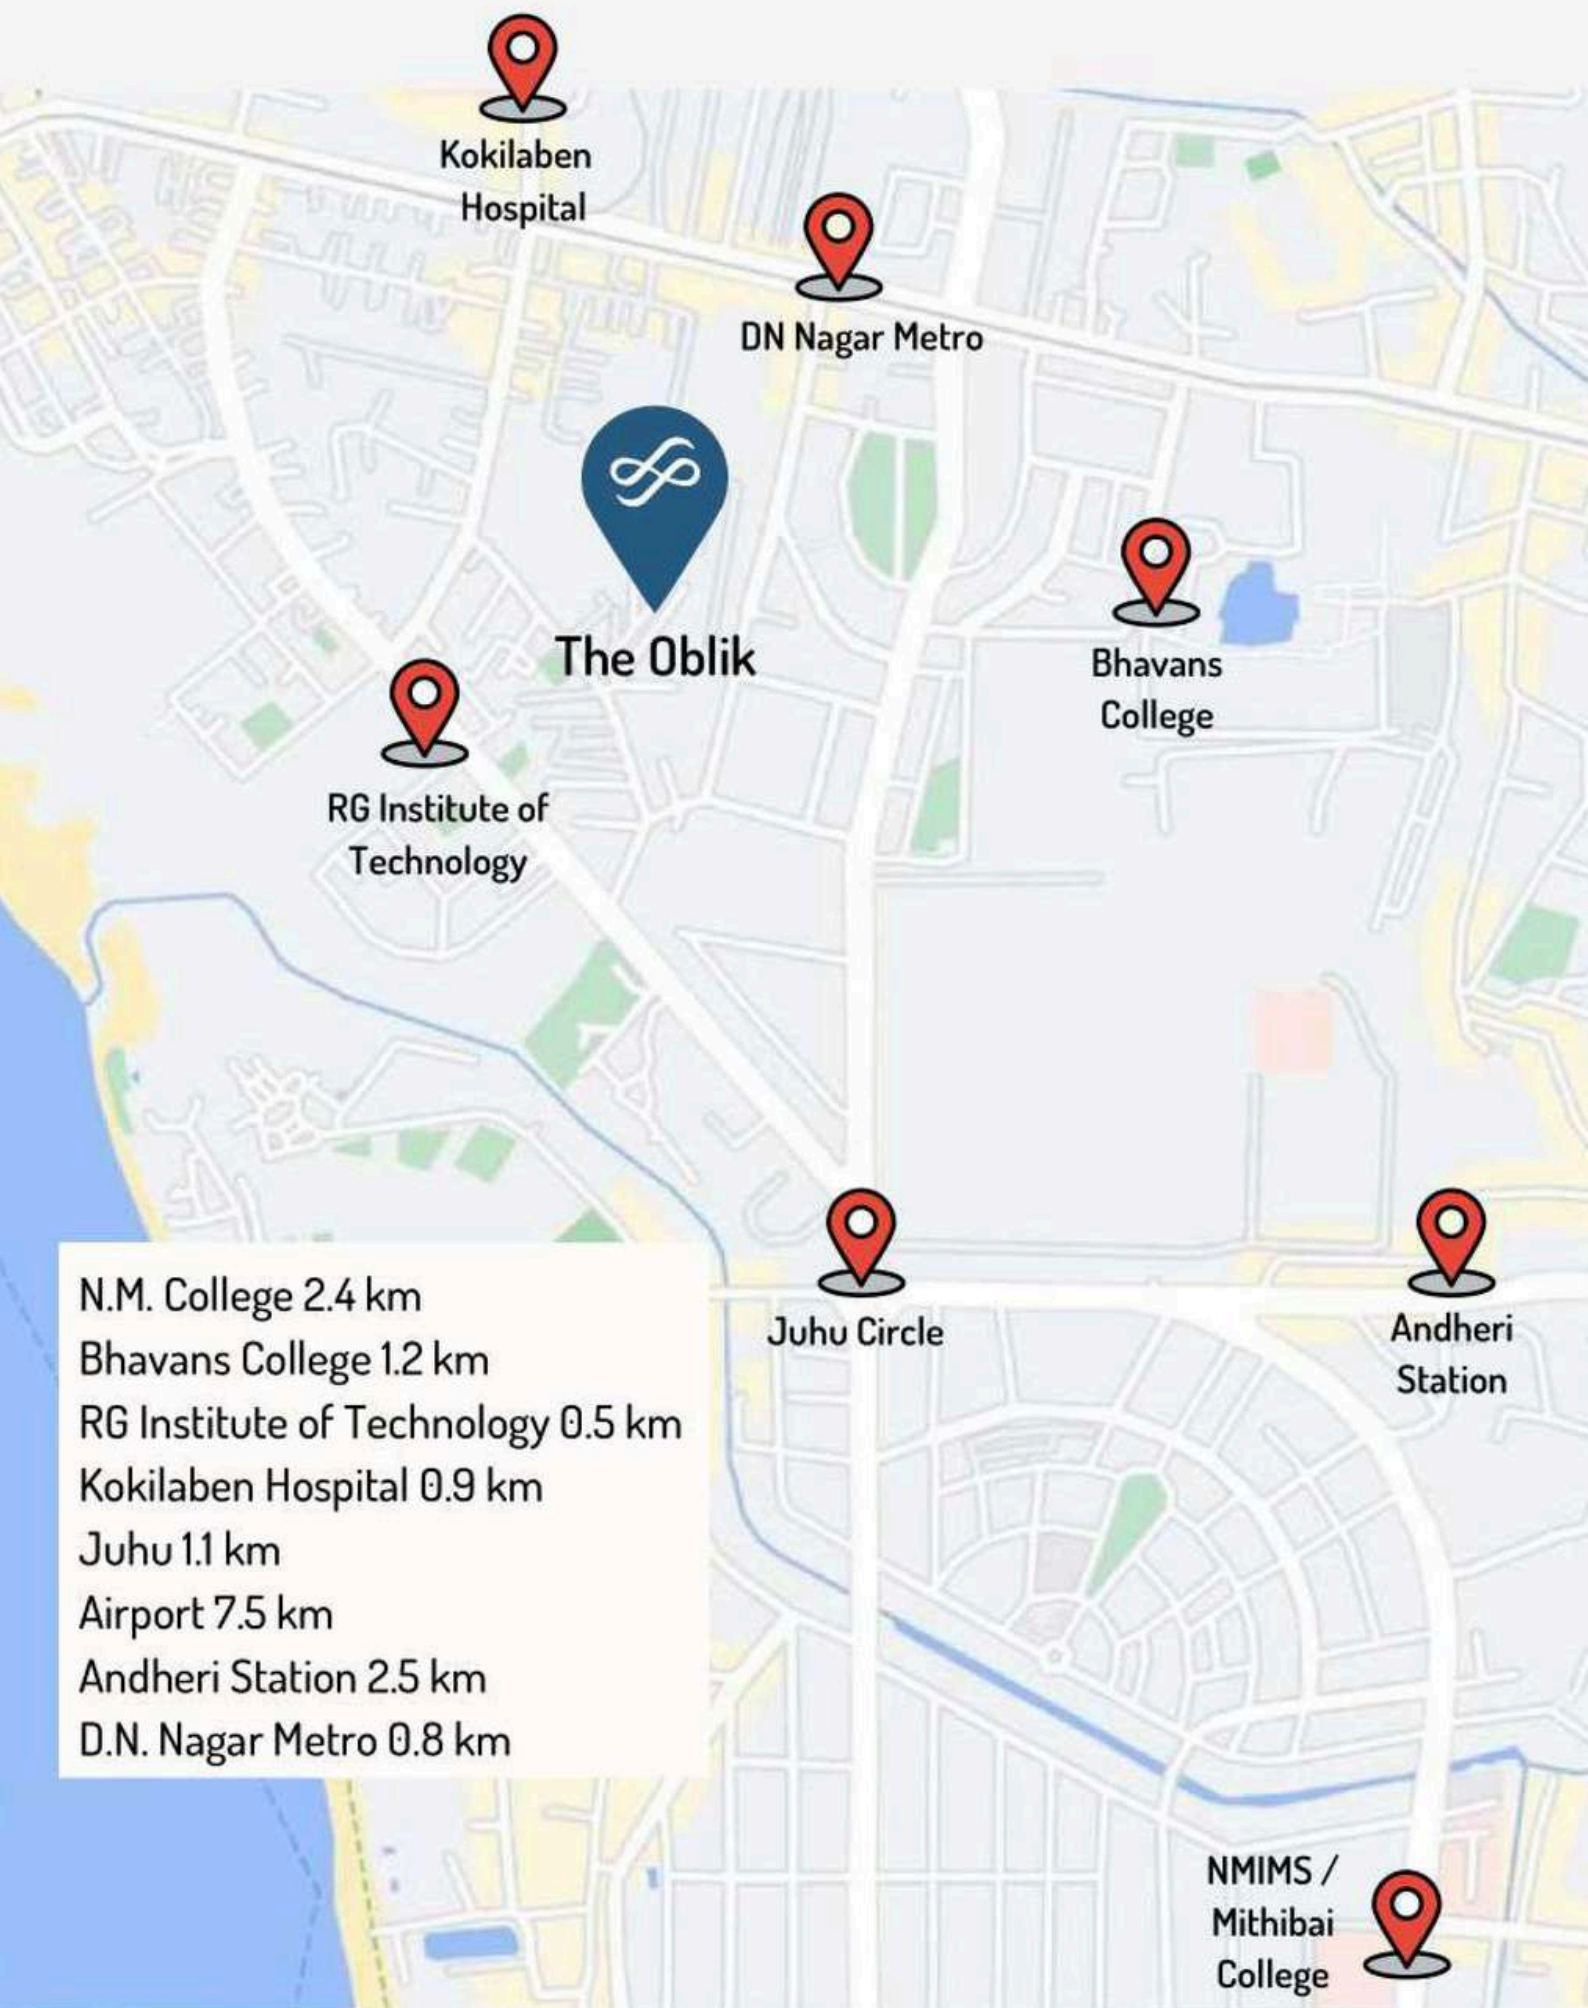 Kokilaben
Hospital
DN Nagar Metro
The Oblik
Bhavans
College
RG Institute of
Technology
Juhu Circle
Andheri
Station
N.M. College 2.4 km
Bhavans College 1.2 km
RG Institute of Technology 0.5 km
Kokilaben Hospital 0.9 km
Juhu 1.1 km
Airport 7.5 km
Andheri Station 2.5 km
D.N. Nagar Metro 0.8 km
NMIMS /
Mithibai
College